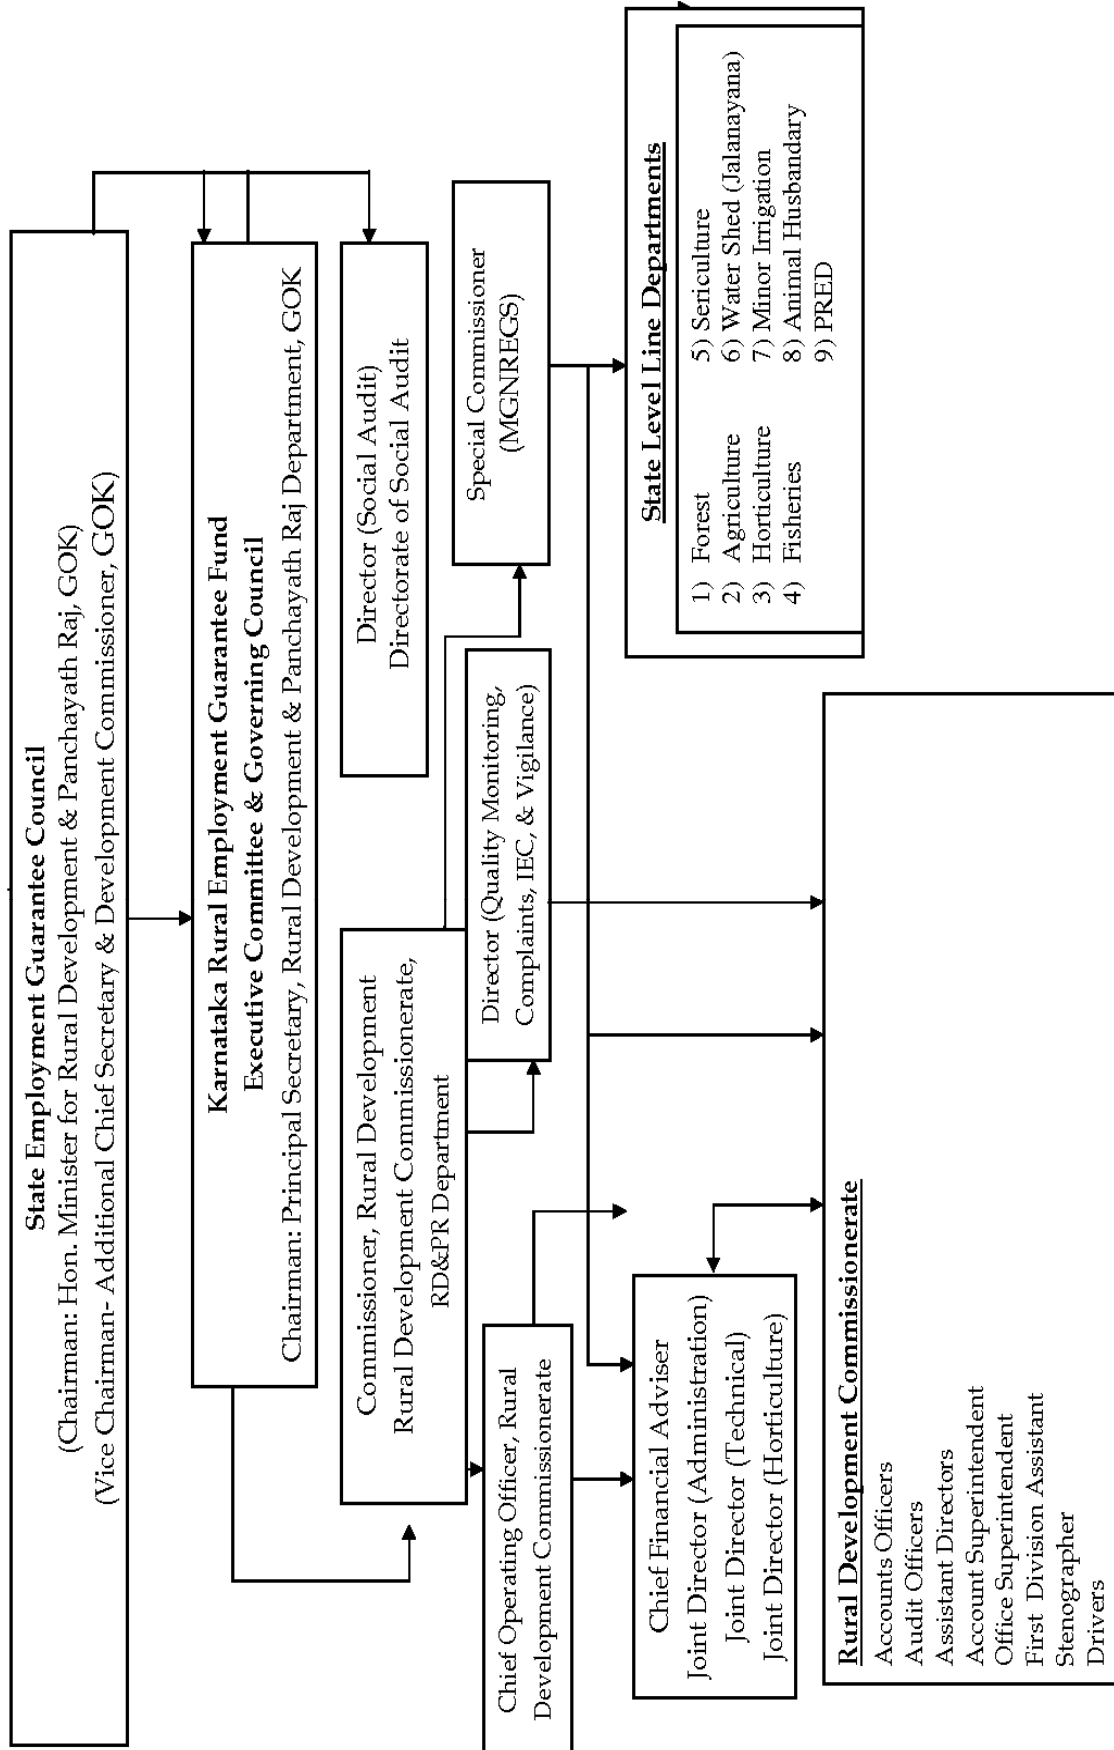 State Employment Guarantee Council
(Chairman: Hon. Minister for Rural Development & Panchayath Raj, GOK)
(Vice Chairman- Additional Chief Secretary & Development Commissioner, GOK)
Karnataka Rural Employment Guarantee Fund
Executive Committee & Governing Council
Chairman: Principal Secretary, Rural Development & Panchayath Raj Department, GOK
Commissioner, Rural Development
Rural Development Commissionerate,
RD&PR Department
Director (Social Audit)
Directorate of Social Audit
Chief Operating Officer, Rural
Development Commissionerate
Director (Quality Monitoring,
Complaints, IEC, & Vigilance)
Special Commissioner
(MGNREGS)
Chief Financial Adviser
Joint Director (Administration)
Joint Director (Technical)
Joint Director (Horticulture)
State Level Line Departments
1) Forest
2) Agriculture
3) Horticulture
4) Fisheries
5) Sericulture
6) Water Shed (Jalanayana)
7) Minor Irrigation
8) Animal Husbandary
9) PRED
Rural Development Commissionerate
Accounts Officers
Audit Officers
Assistant Directors
Account Superintendent
Office Superintendent
First Division Assistant
Stenographer
Drivers